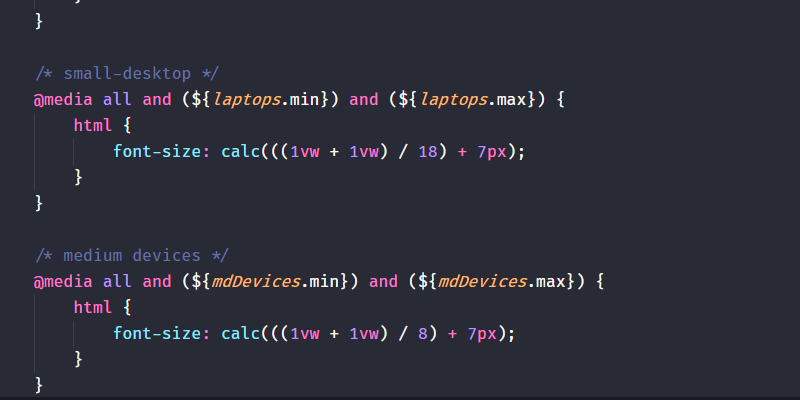 }
/* small-desktop */
@media all and (${laptops.min}) and (${laptops.max}) {
html {
font-size: calc(((1vw + 1vw) / 18) + 7px);
}
}
/* medium devices */
@media all and (${mdDevices.min}) and (${mdDevices.max}) {
html {
font-size: calc(((1vw + 1vw) / 8) + 7px);
}
}